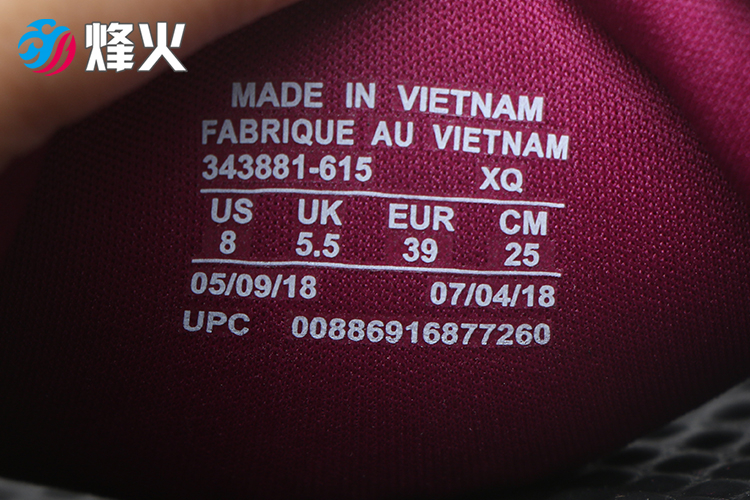 烽火
MADE IN VIETNAM
FABRIQUE AU VIETNAM
343881-615 XQ
US UK EUR CM
8 5.5 39 25
05/09/18 07/04/18
UPC 00886916877260